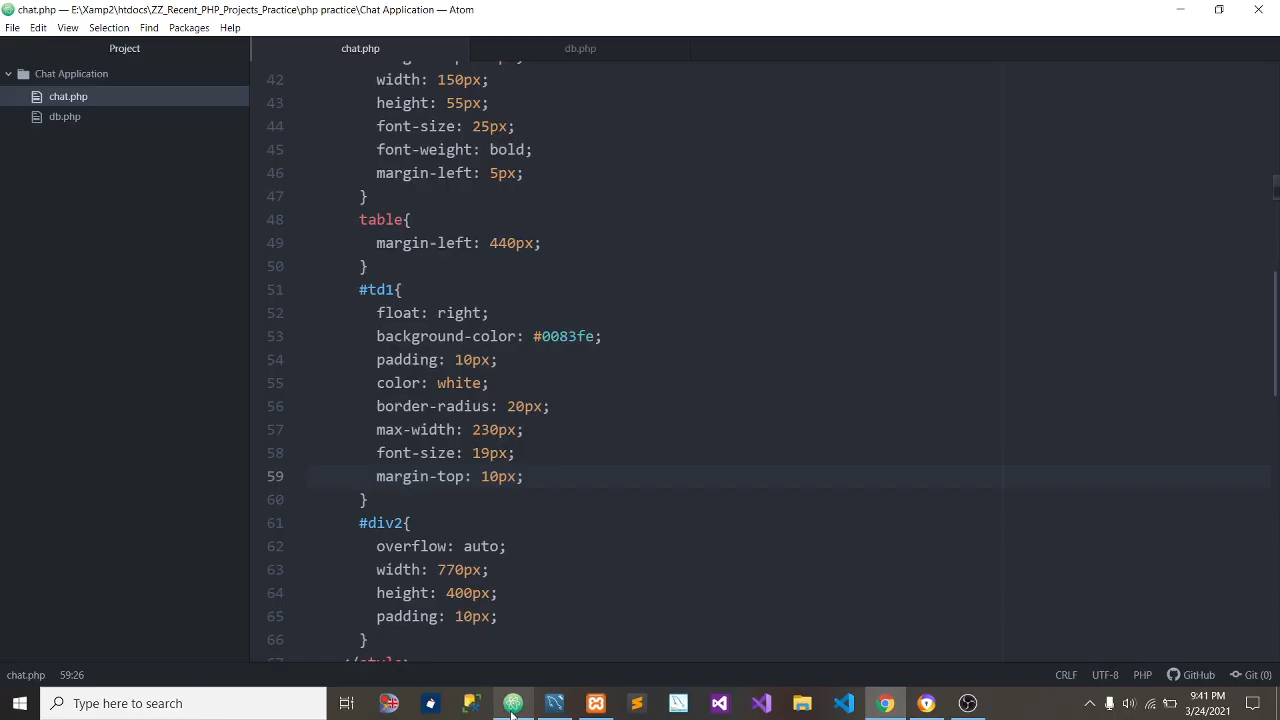 chat.php — E:\Xamp2\htdocs\ZZ_Recent_PHP_Projects_Practice\php practice\Chat Application — Atom
File Edit View Selection Find Packages Help
Project
chat.php db.php
Chat Application
chat.php
db.php
42 width: 150px;
43 height: 55px;
44 font-size: 25px;
45 font-weight: bold;
46 margin-left: 5px;
47 }
48 table{
49 margin-left: 440px;
50 }
51 #td1{
52 float: right;
53 background-color: #0083fe;
54 padding: 10px;
55 color: white;
56 border-radius: 20px;
57 max-width: 230px;
58 font-size: 19px;
59 margin-top: 10px;
60 }
61 #div2{
62 overflow: auto;
63 width: 770px;
64 height: 400px;
65 padding: 10px;
66 }
67 </style>
chat.php 59:26 CRLF UTF-8 PHP GitHub Git (0)
Type here to search
9:41 PM
3/24/2021